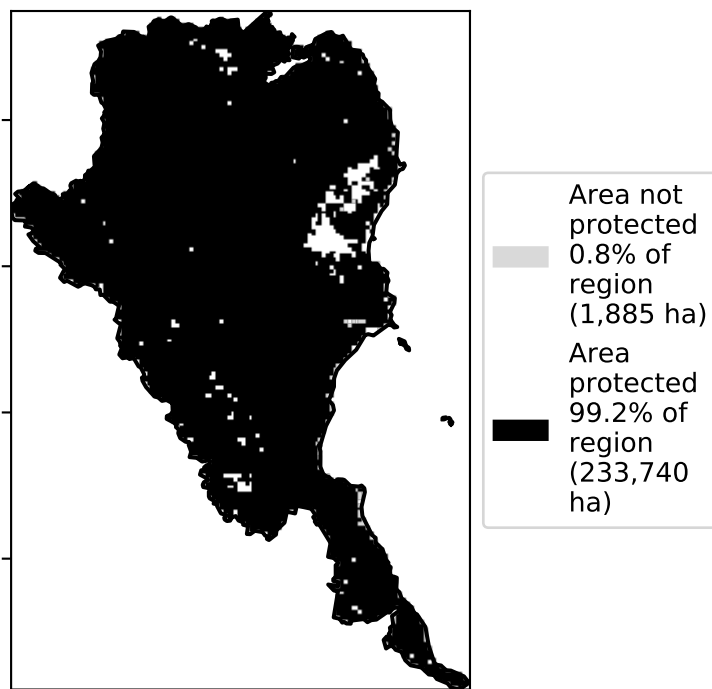 Area not
protected
0.8% of
region
(1,885 ha)
Area
protected
99.2% of
region
(233,740
ha)